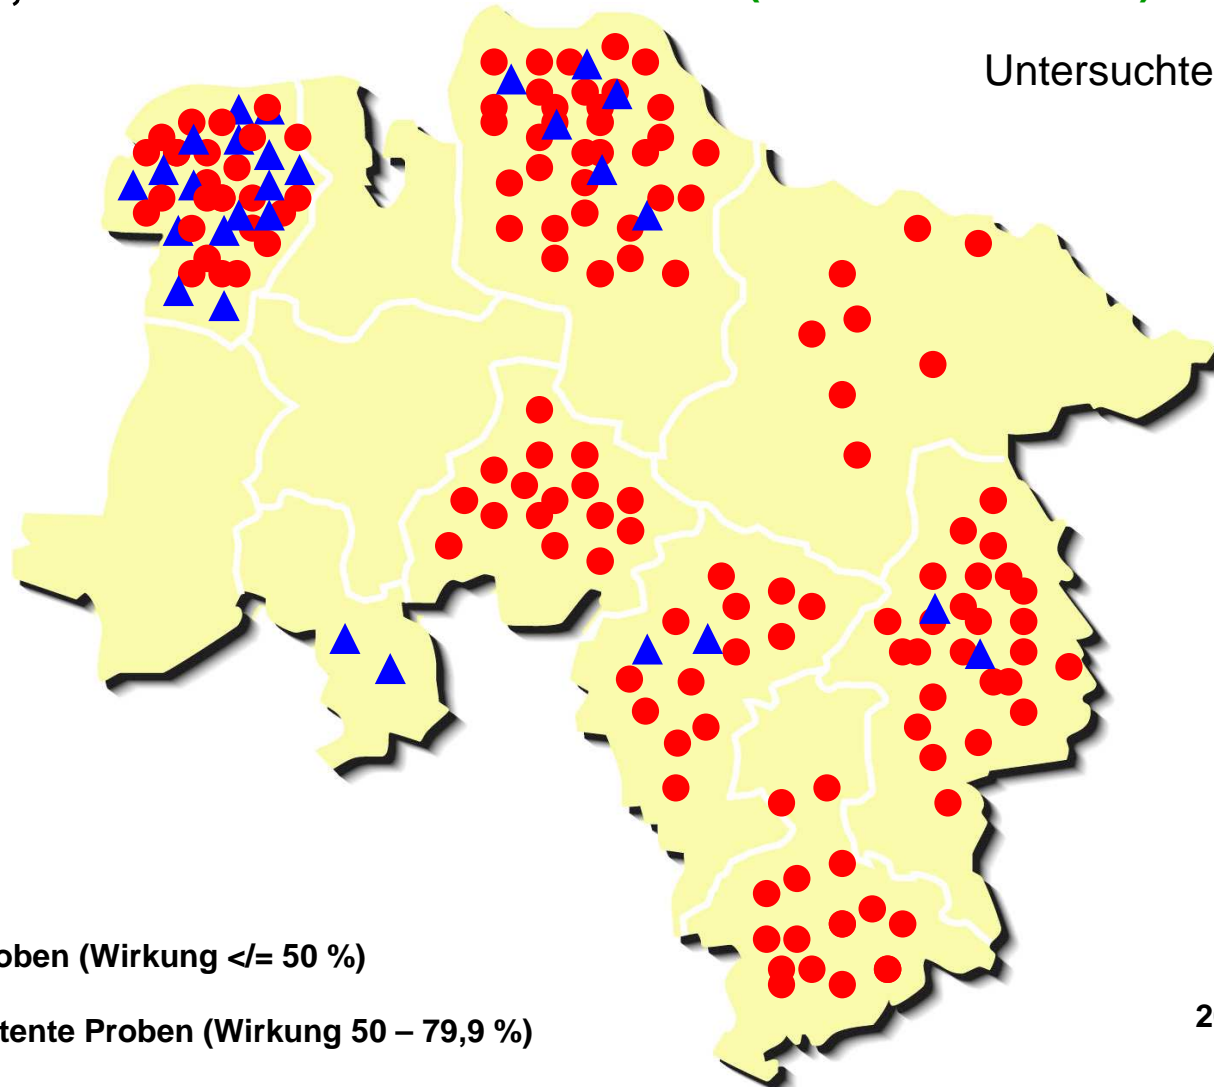 Untersuchte
oben (Wirkung </= 50 %)
tente Proben (Wirkung 50 – 79,9 %)
2